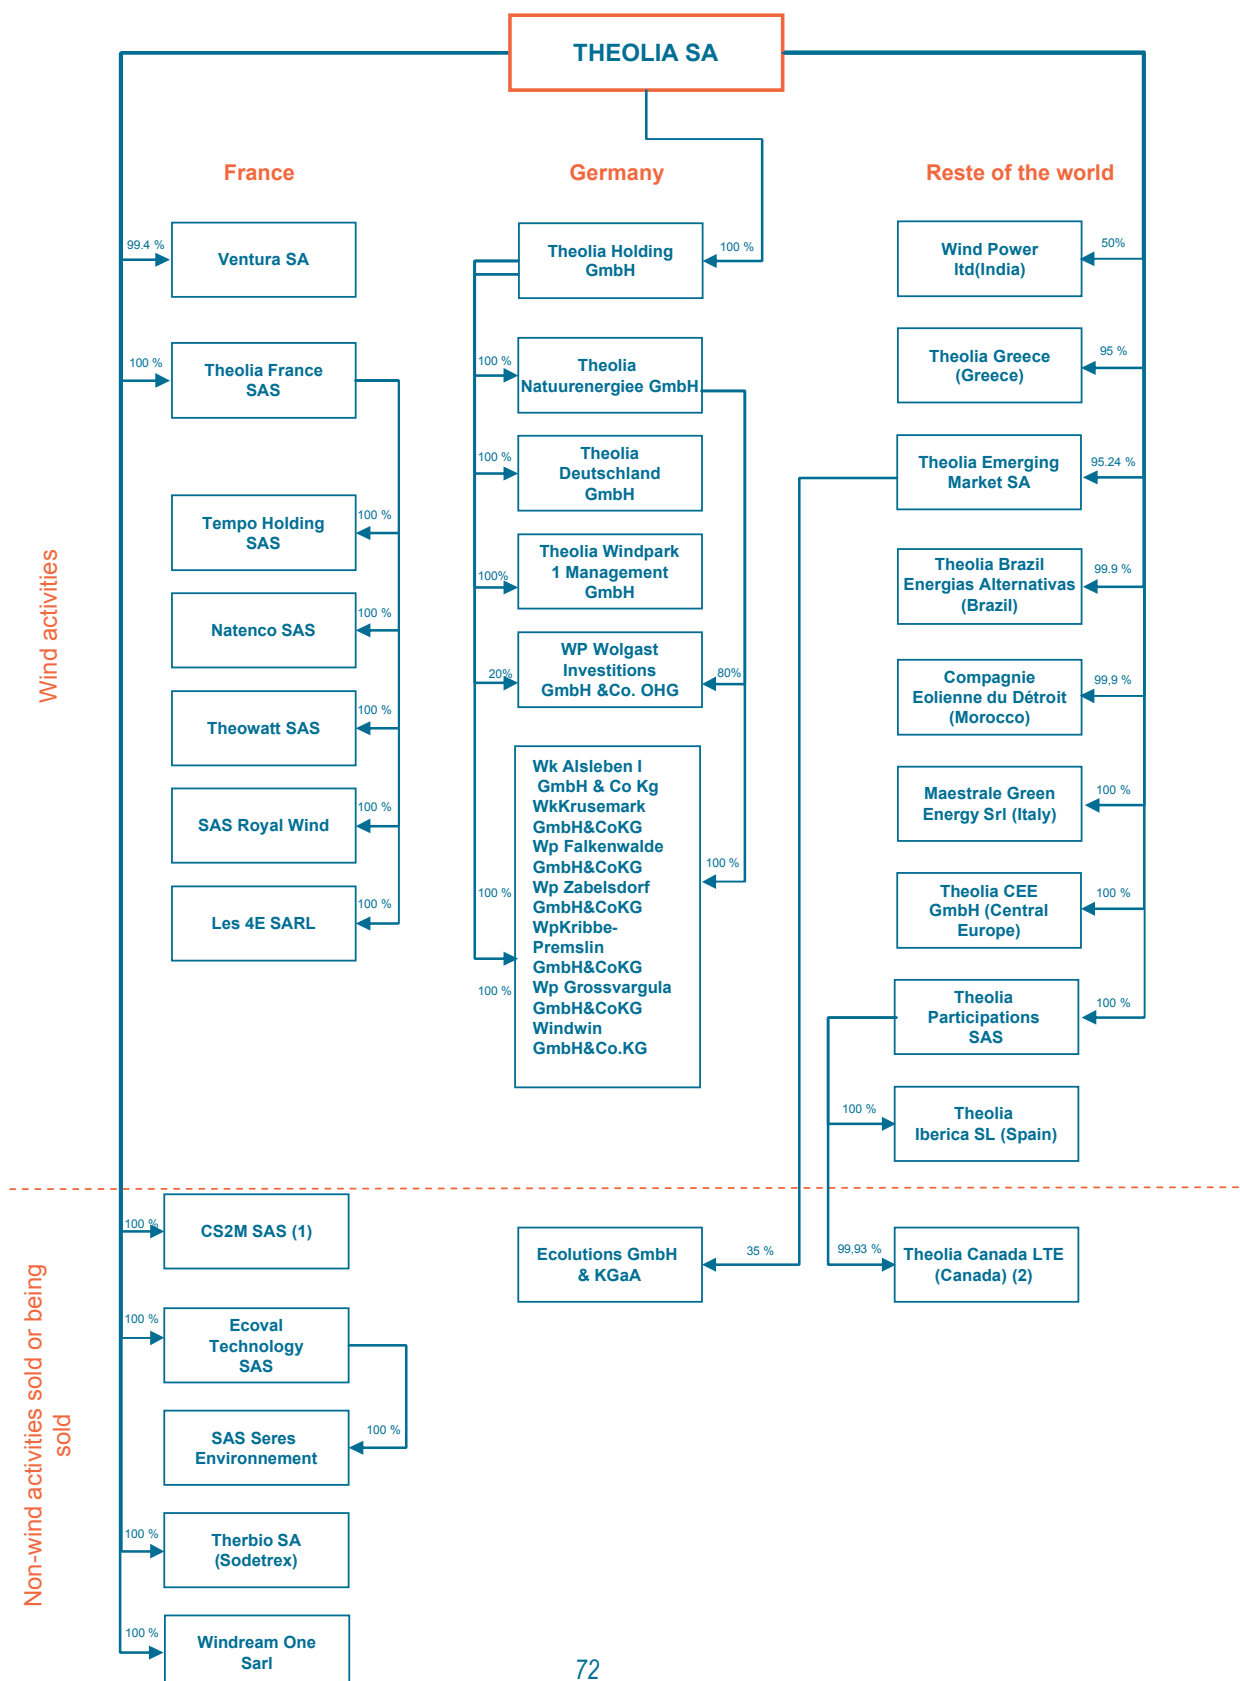 THEOLIA SA
France
Germany
Reste of the world
Wind activities
99.4 %
Ventura SA
100 %
Theolia France
SAS
100 %
Tempo Holding
SAS
100 %
Natenco SAS
100 %
Theowatt SAS
100 %
SAS Royal Wind
100 %
Les 4E SARL
100 %
Theolia Holding
GmbH
100 %
Theolia
Natuurenergiee GmbH
100 %
Theolia
Deutschland
GmbH
100%
Theolia Windpark
1 Management
GmbH
20%
WP Wolgast
Investitions
GmbH &Co. OHG
80%
100 %
100 %
Wk Alsleben I
GmbH & Co Kg
WkKrusemark
GmbH&CoKG
Wp Falkenwalde
GmbH&CoKG
Wp Zabelsdorf
GmbH&CoKG
WpKribbe-
Premslin
GmbH&CoKG
Wp Grossvargula
GmbH&CoKG
Windwin
GmbH&Co.KG
100 %
Wind Power
ltd(India)
50%
Theolia Greece
(Greece)
95 %
Theolia Emerging
Market SA
95.24 %
Theolia Brazil
Energias Alternativas
(Brazil)
99.9 %
Compagnie
Eolienne du Détroit
(Morocco)
99,9 %
Maestrale Green
Energy Srl (Italy)
100 %
Theolia CEE
GmbH (Central
Europe)
100 %
Theolia
Participations
SAS
100 %
100 %
Theolia
Iberica SL (Spain)
Non-wind activities sold or being
sold
100 %
CS2M SAS (1)
100 %
Ecoval
Technology
SAS
100 %
SAS Seres
Environnement
100 %
Therbio SA
(Sodetrex)
100 %
Windream One
Sarl
Ecolutions GmbH
& KGaA
35 %
99,93 %
Theolia Canada LTE
(Canada) (2)
72